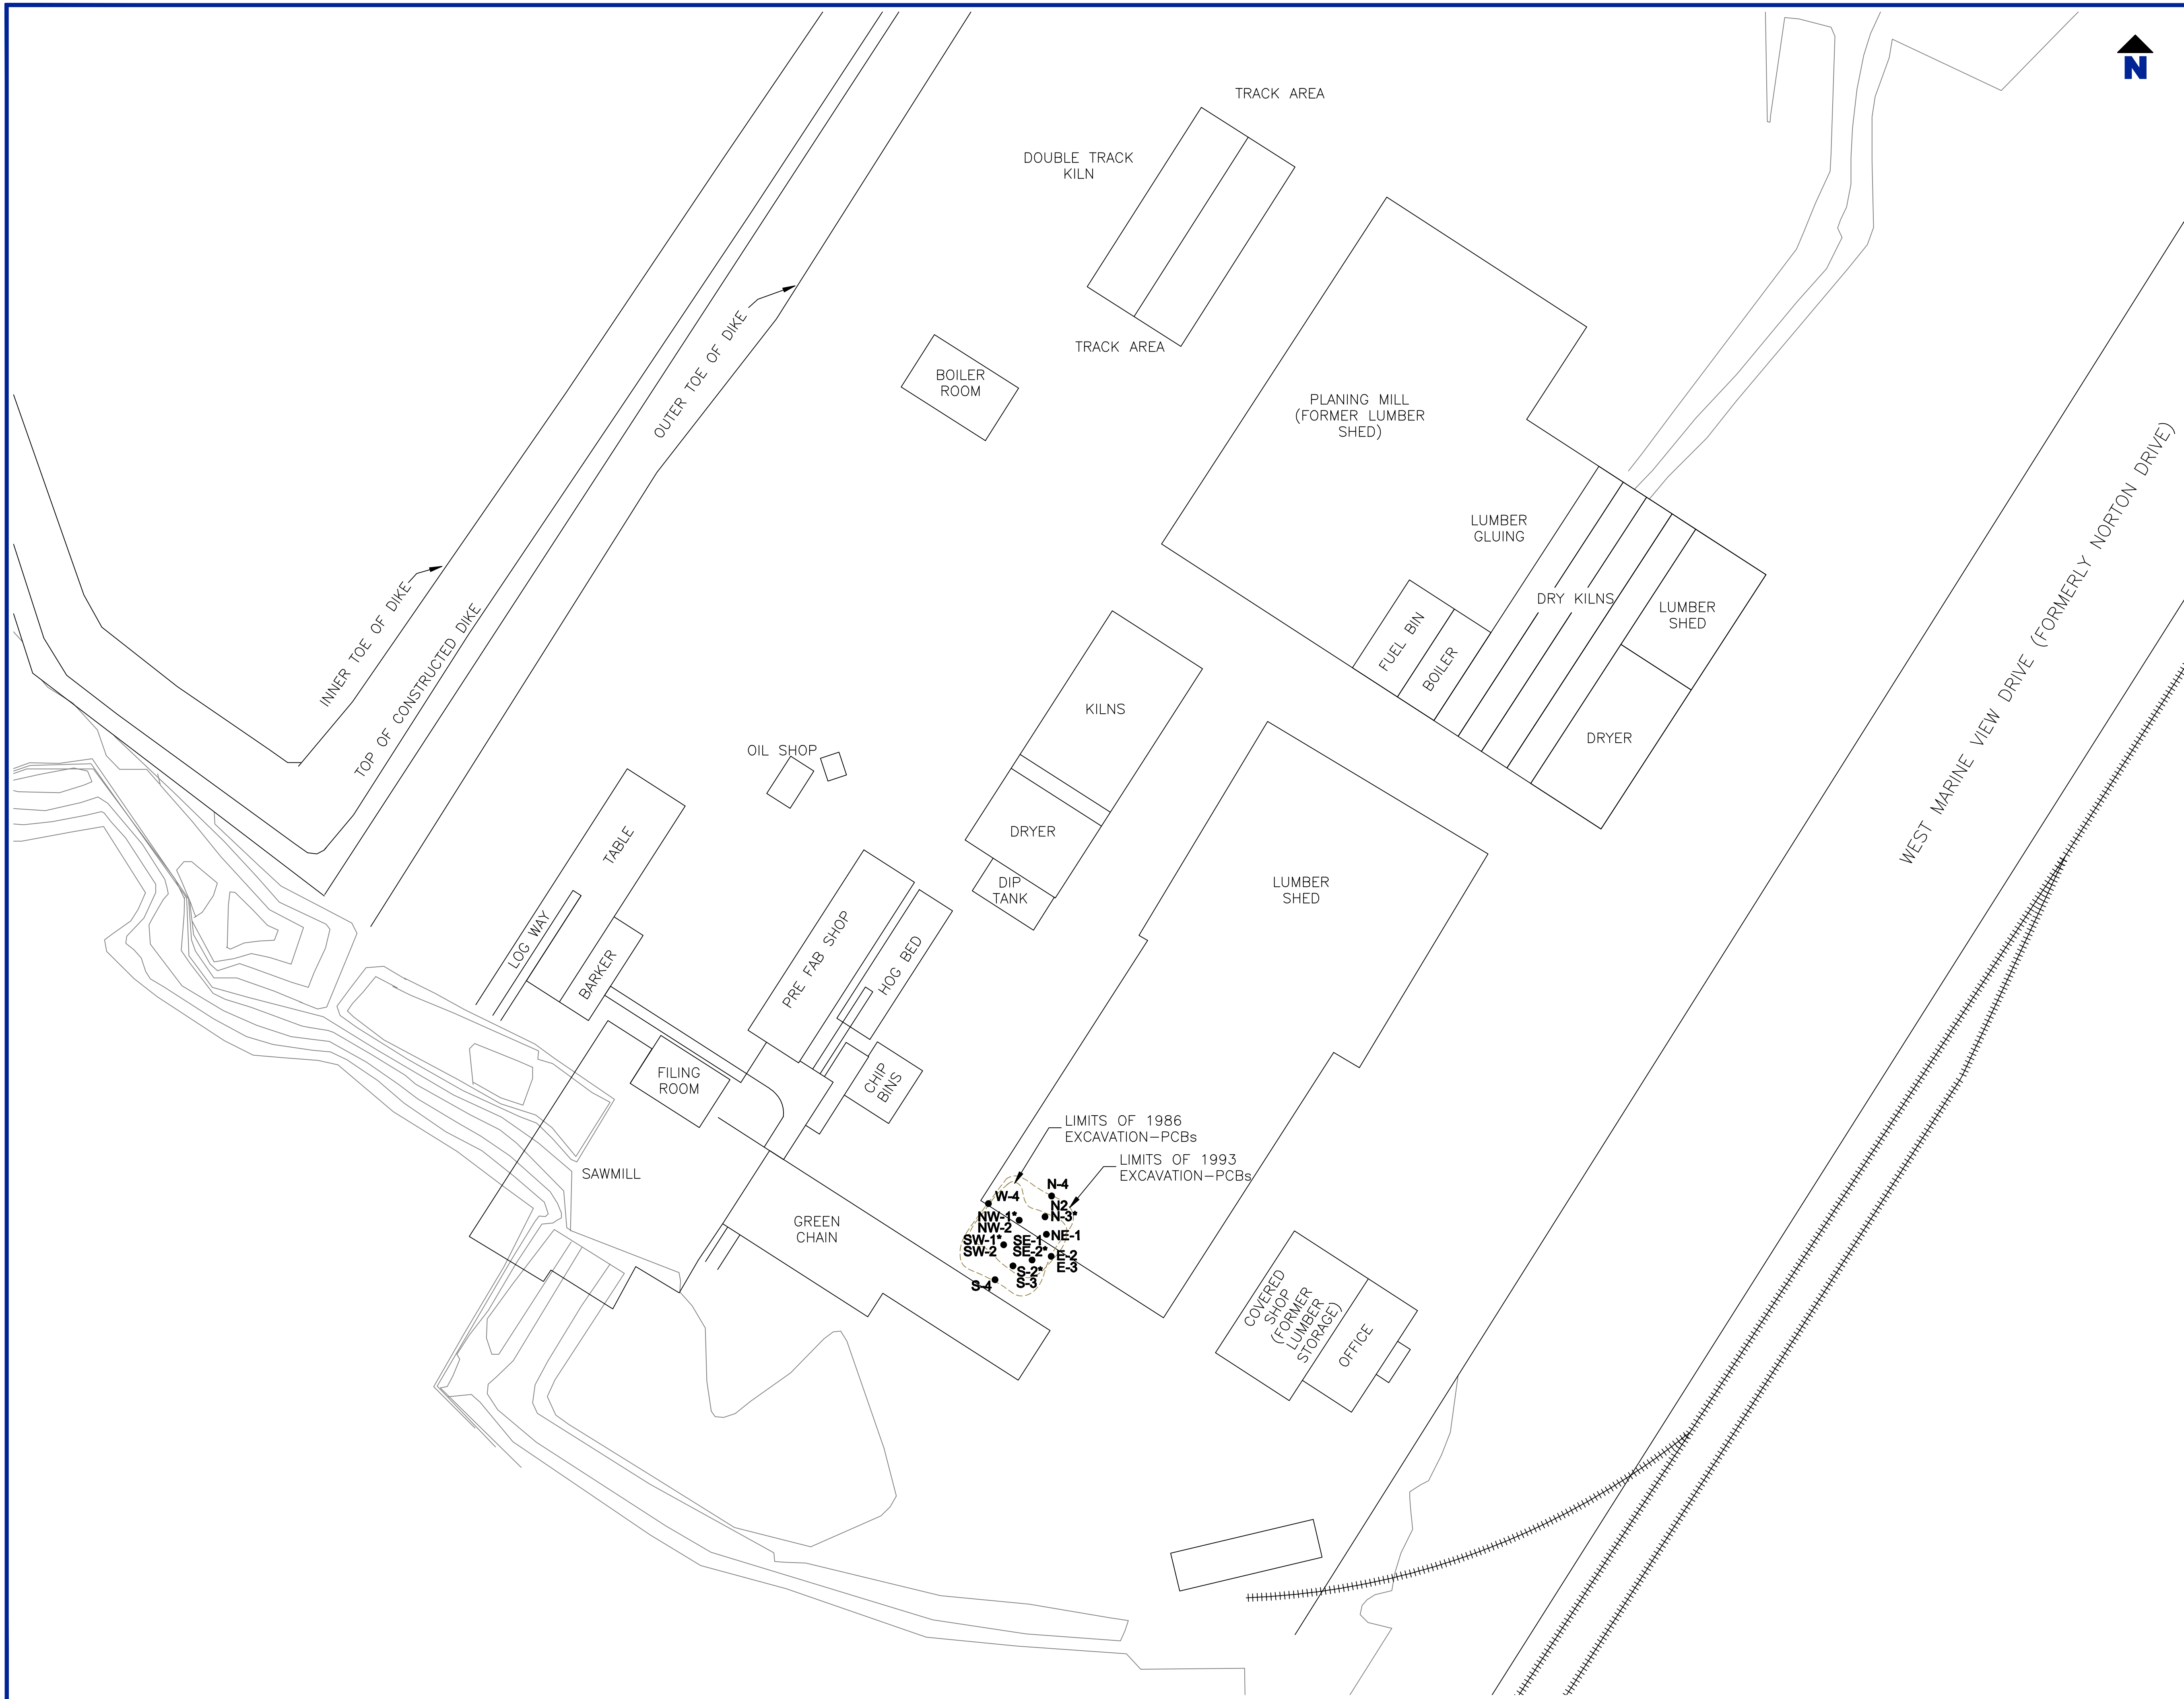 N
TRACK AREA
DOUBLE TRACK
KILN
TRACK AREA
OUTER TOE OF DIKE
BOILER
ROOM
PLANING MILL
(FORMER LUMBER
SHED)
LUMBER
GLUING
DRY KILNS
LUMBER
SHED
FUEL BIN
BOILER
DRYER
WEST MARINE VIEW DRIVE (FORMERLY NORTON DRIVE)
INNER TOE OF DIKE
TOP OF CONSTRUCTED DIKE
KILNS
OIL SHOP
DRYER
DIP
TANK
TABLE
LOG WAY
BARKER
PRE FAB SHOP
HOG BED
LUMBER
SHED
FILING
ROOM
CHIP
BINS
LIMITS OF 1986
EXCAVATION-PCBs
LIMITS OF 1993
EXCAVATION-PCBs
SAWMILL
GREEN
CHAIN
N-4
W-4
N2
N-3*
NW-1*
NW-2
NE-1
SW-1*
SW-2
SE-1
SE-2*
E-2
E-3
S-2*
S-3
S-4
COVERED
SHOP
(FORMER
LUMBER
STORAGE)
OFFICE